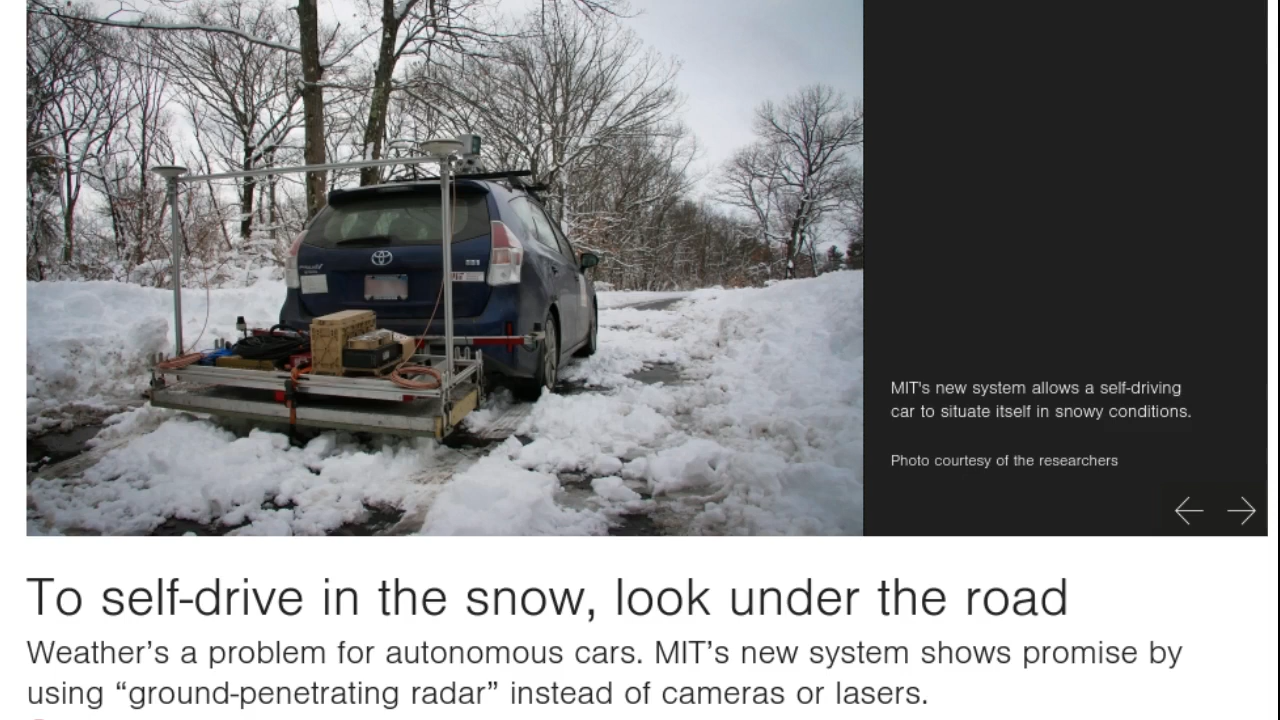 MIT's new system allows a self-driving
car to situate itself in snowy conditions.
Photo courtesy of the researchers
To self-drive in the snow, look under the road
Weather’s a problem for autonomous cars. MIT’s new system shows promise by
using “ground-penetrating radar” instead of cameras or lasers.